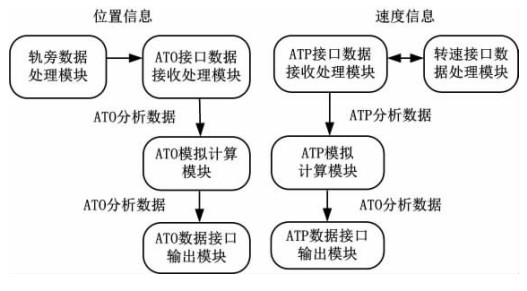 位置信息
速度信息
轨旁数据
处理模块
ATO接口数据
接收处理模块
ATP接口数据
接收处理模块
转速接口数
据处理模块
ATO分析数据
ATP分析数据
ATO模拟计算
模块
ATP模拟
计算模块
ATO分析数据
ATO分析数据
ATO数据接口
输出模块
ATP数据接口
输出模块